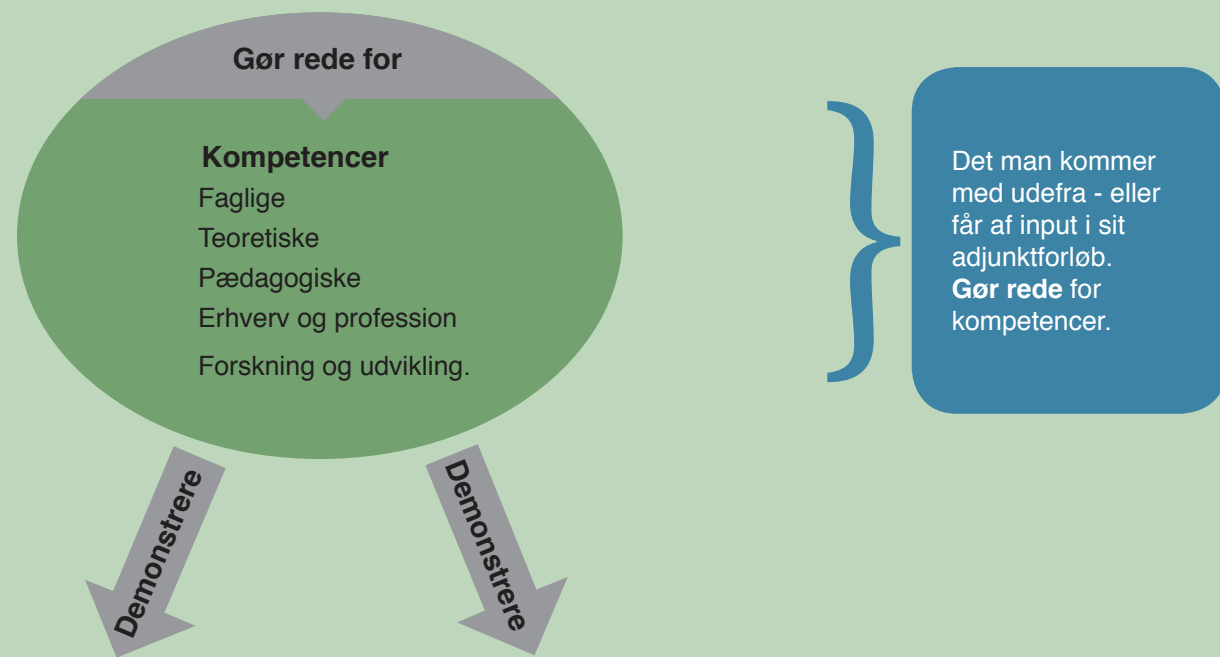 Gør rede for
Kompetencer
Faglige
Teoretiske
Pædagogiske
Erhverv og profession
Forskning og udvikling.
Demonstrere
Demonstrere
Det man kommer
med udefra - eller
får af input i sit
adjunktforløb.
Gør rede for
kompetencer.